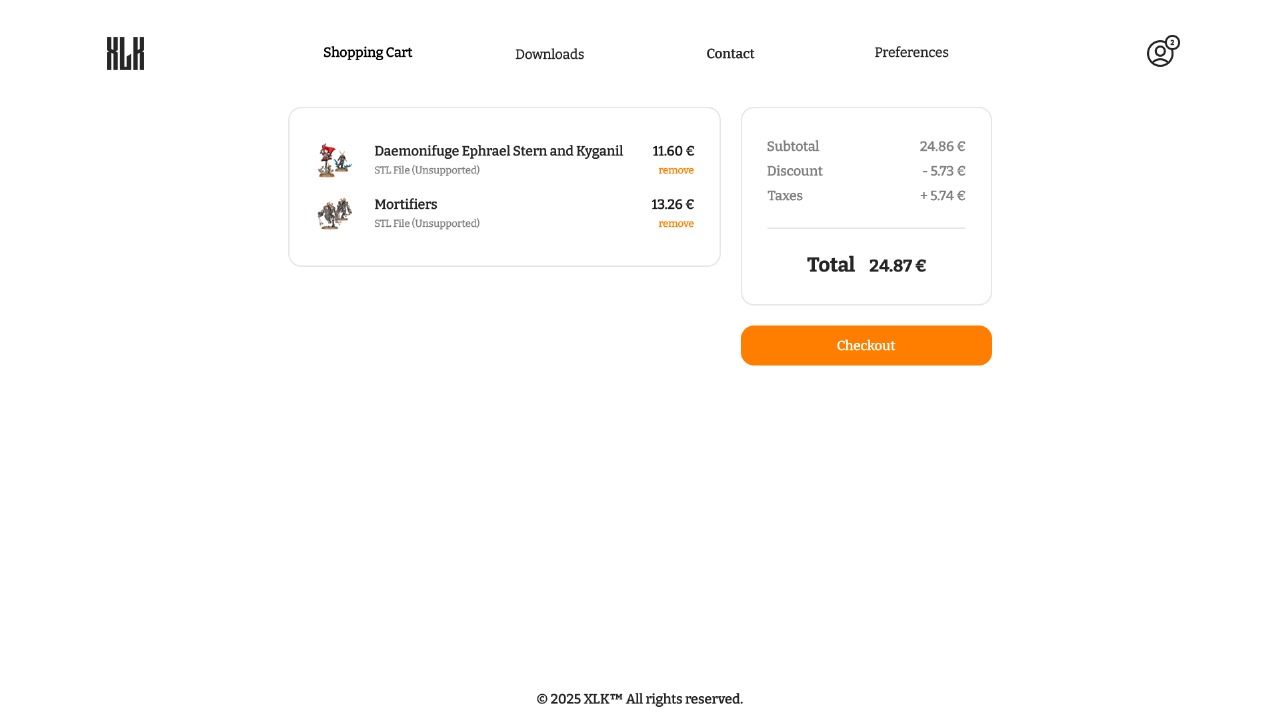 XLK
Shopping Cart
Downloads
Contact
Preferences
2
Daemonifuge Ephrael Stern and Kyganil
11.60 €
STL File (Unsupported)
remove
Mortifiers
13.26 €
STL File (Unsupported)
remove
Subtotal 24.86 €
Discount - 5.73 €
Taxes + 5.74 €
Total 24.87 €
Checkout
© 2025 XLK™ All rights reserved.